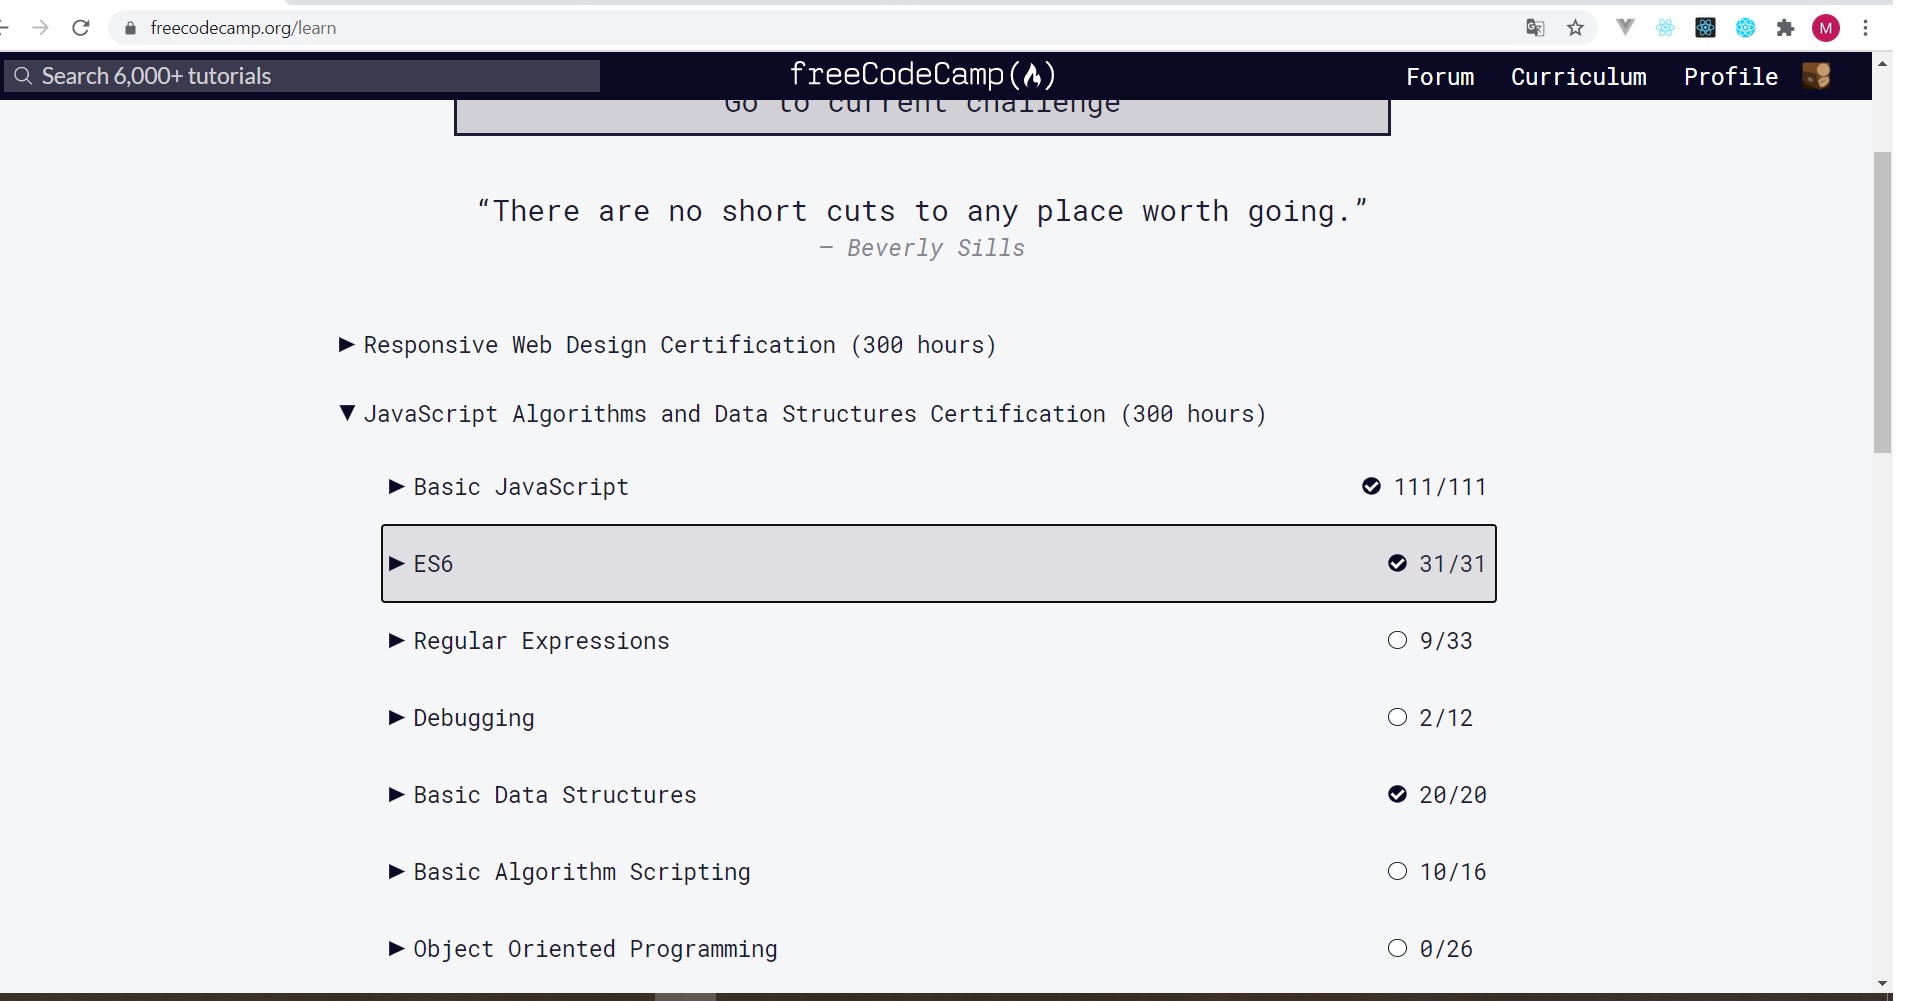 freecodecamp.org/learn
M
Search 6,000+ tutorials
freeCodeCamp(🔥)
Forum Curriculum Profile
Go to current challenge
“There are no short cuts to any place worth going.”
— Beverly Sills
Responsive Web Design Certification (300 hours)
JavaScript Algorithms and Data Structures Certification (300 hours)
Basic JavaScript 111/111
ES6 31/31
Regular Expressions 9/33
Debugging 2/12
Basic Data Structures 20/20
Basic Algorithm Scripting 10/16
Object Oriented Programming 0/26